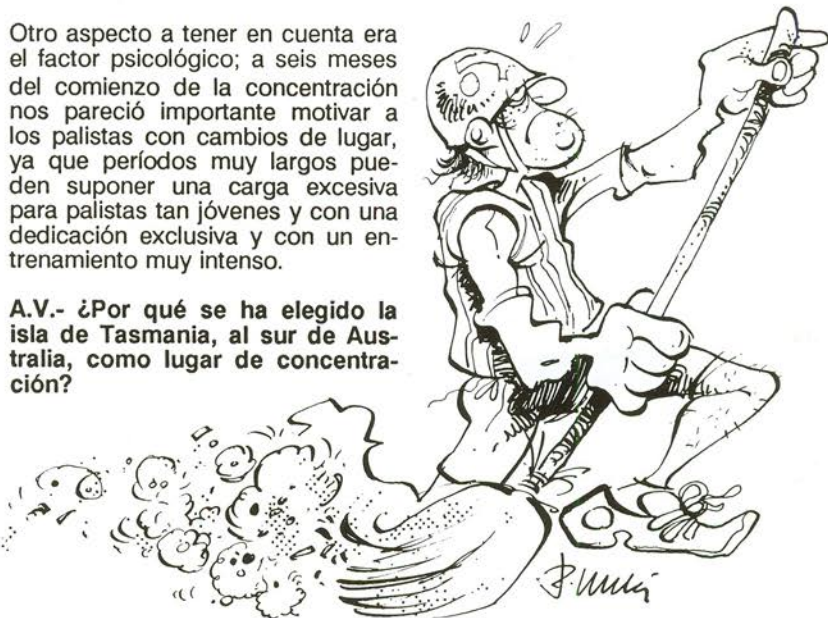 Otro aspecto a tener en cuenta era
el factor psicológico; a seis meses
del comienzo de la concentración
nos pareció importante motivar a
los palistas con cambios de lugar,
ya que períodos muy largos pue-
den suponer una carga excesiva
para palistas tan jóvenes y con una
dedicación exclusiva y con un en-
trenamiento muy intenso.
A.V.- ¿Por qué se ha elegido la
isla de Tasmania, al sur de Aus-
tralia, como lugar de concentra-
ción?